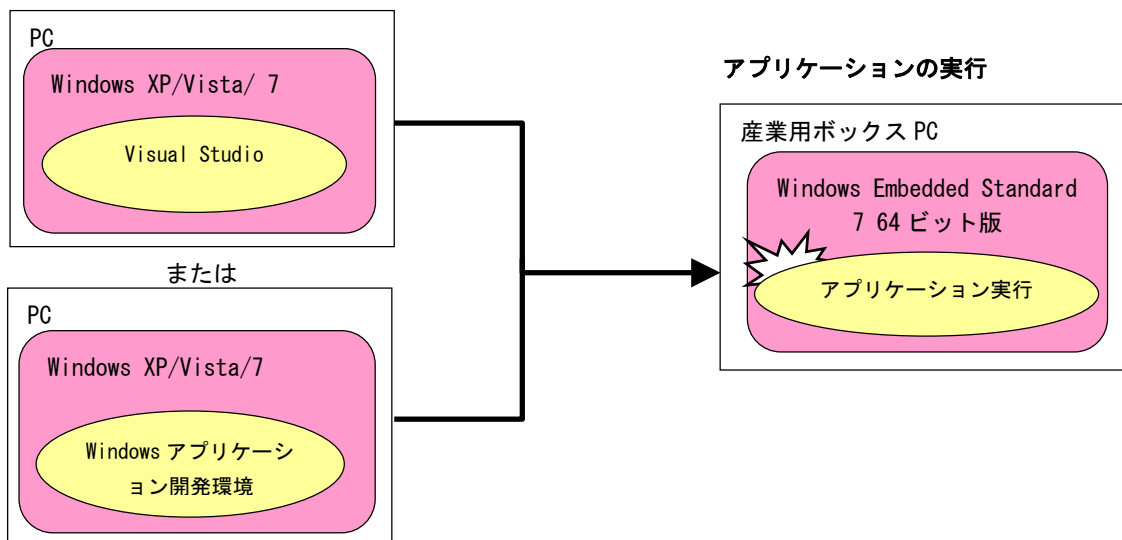 PC
Windows XP/Vista/ 7
Visual Studio
または
PC
Windows XP/Vista/7
Windows アプリケーシ
ョン開発環境
アプリケーションの実行
産業用ボックス PC
Windows Embedded Standard
7 64 ビット版
アプリケーション実行